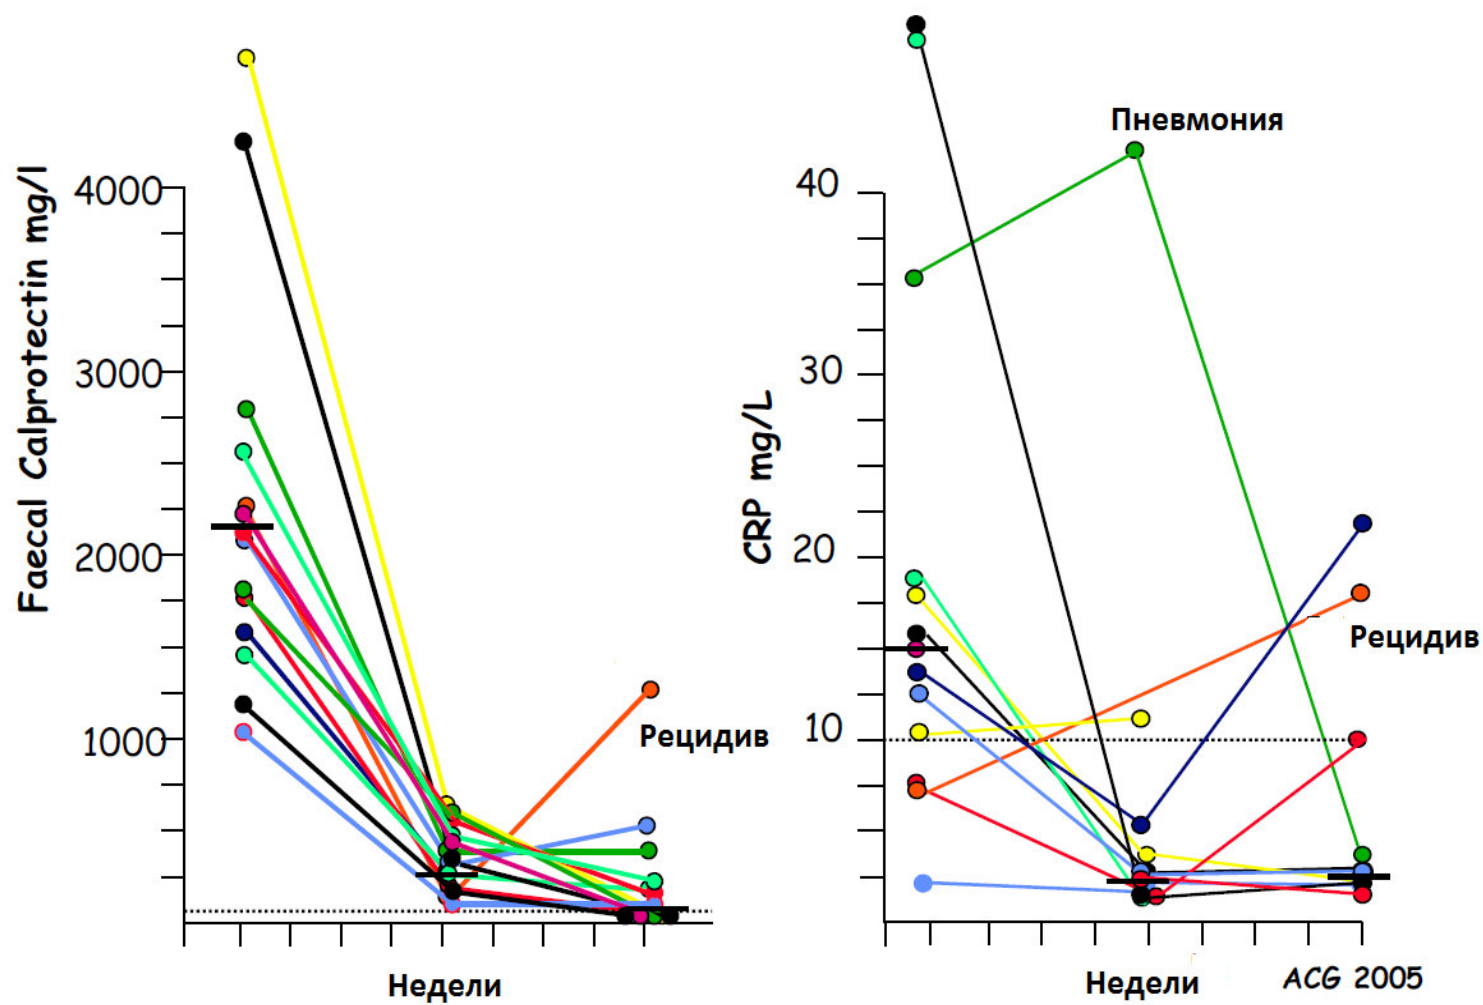 Faecal Calprotectin mg/l
4000
3000
2000
1000
Рецидив
Недели
CRP mg/L
40
30
20
10
Пневмония
Рецидив
Недели
ACG 2005